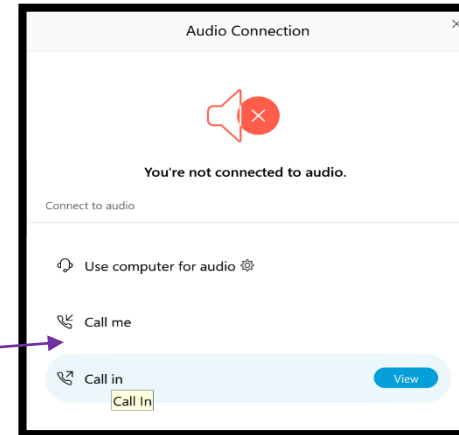 Audio Connection
You're not connected to audio.
Connect to audio
Use computer for audio
Call me
Call in
View
Call In